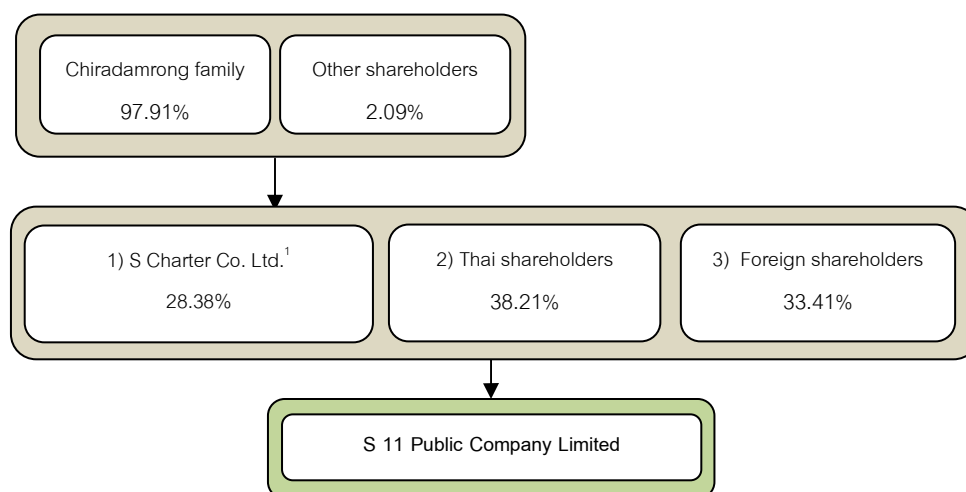 Chiradamrong family
97.91%
Other shareholders
2.09%
1) S Charter Co. Ltd.¹
28.38%
2) Thai shareholders
38.21%
3) Foreign shareholders
33.41%
S 11 Public Company Limited